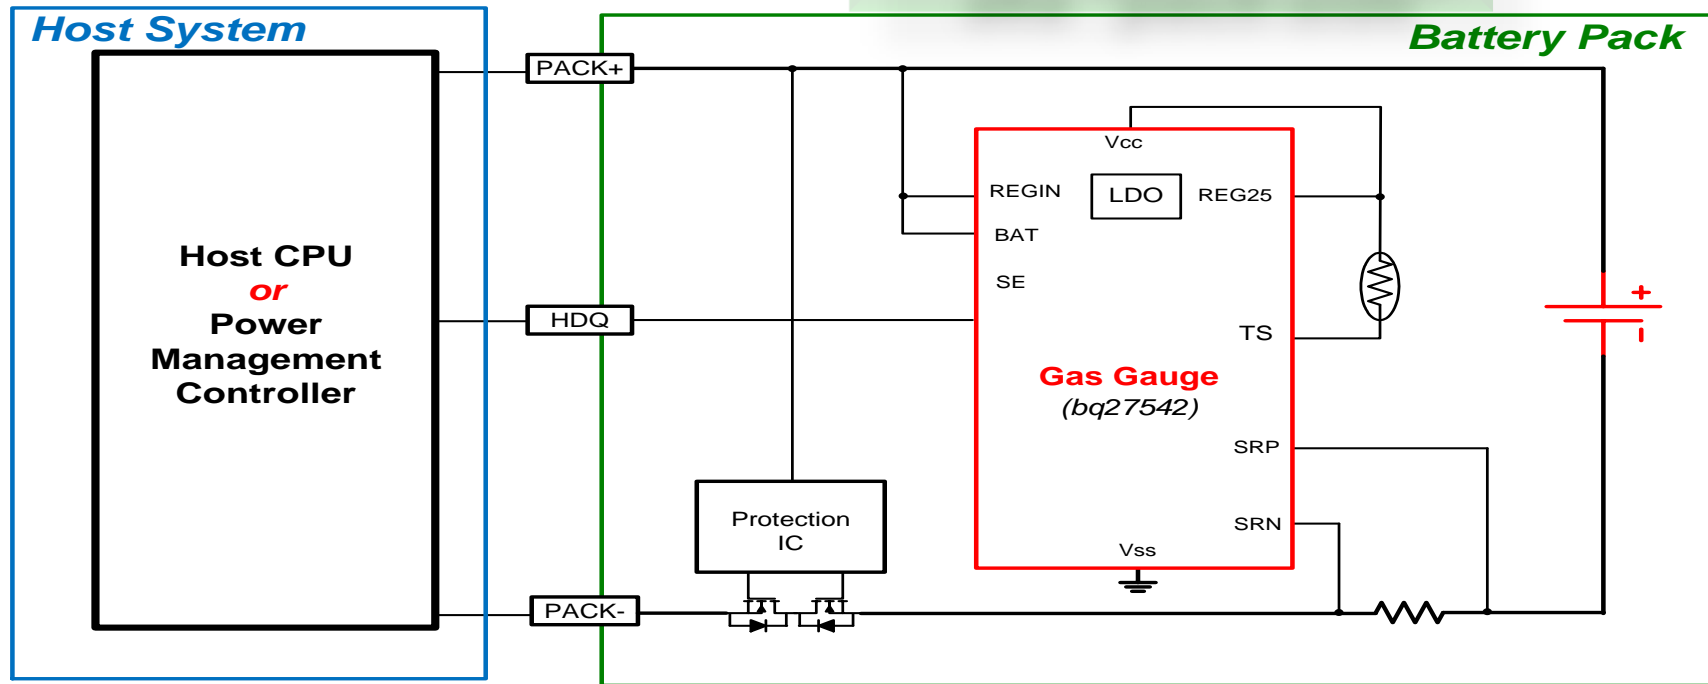 Host System
Battery Pack
PACK+
Vcc
REGIN
LDO
REG25
BAT
SE
Host CPU
or
Power
Management
Controller
HDQ
TS
+
-
Gas Gauge
(bq27542)
SRP
SRN
Protection
IC
Vss
PACK-